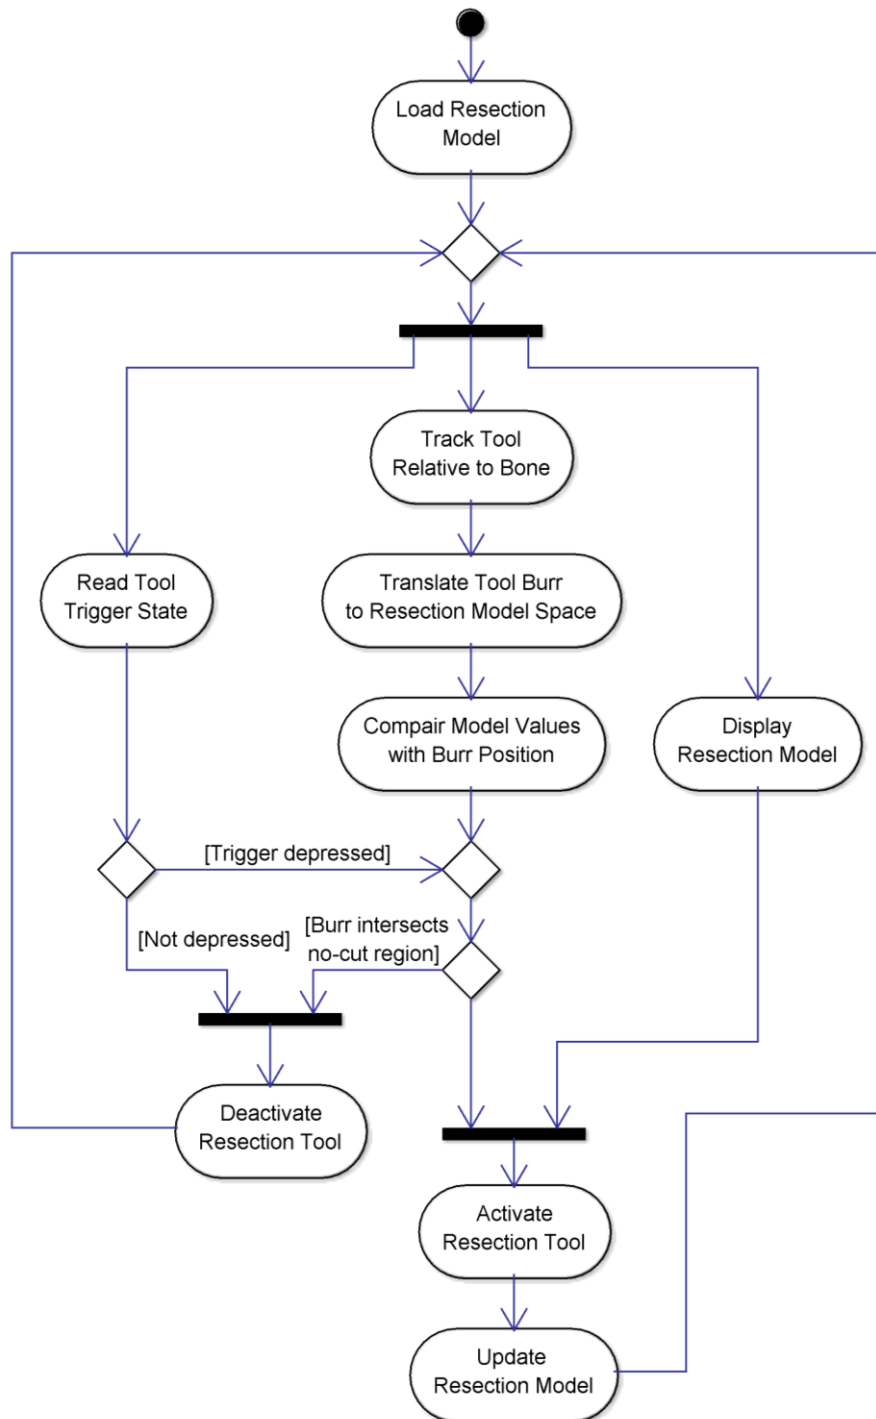 Load Resection
Model
Track Tool
Relative to Bone
Read Tool
Trigger State
Translate Tool Burr
to Resection Model Space
Compair Model Values
with Burr Position
Display
Resection Model
[Trigger depressed]
[Not depressed]
[Burr intersects
no-cut region]
Deactivate
Resection Tool
Activate
Resection Tool
Update
Resection Model